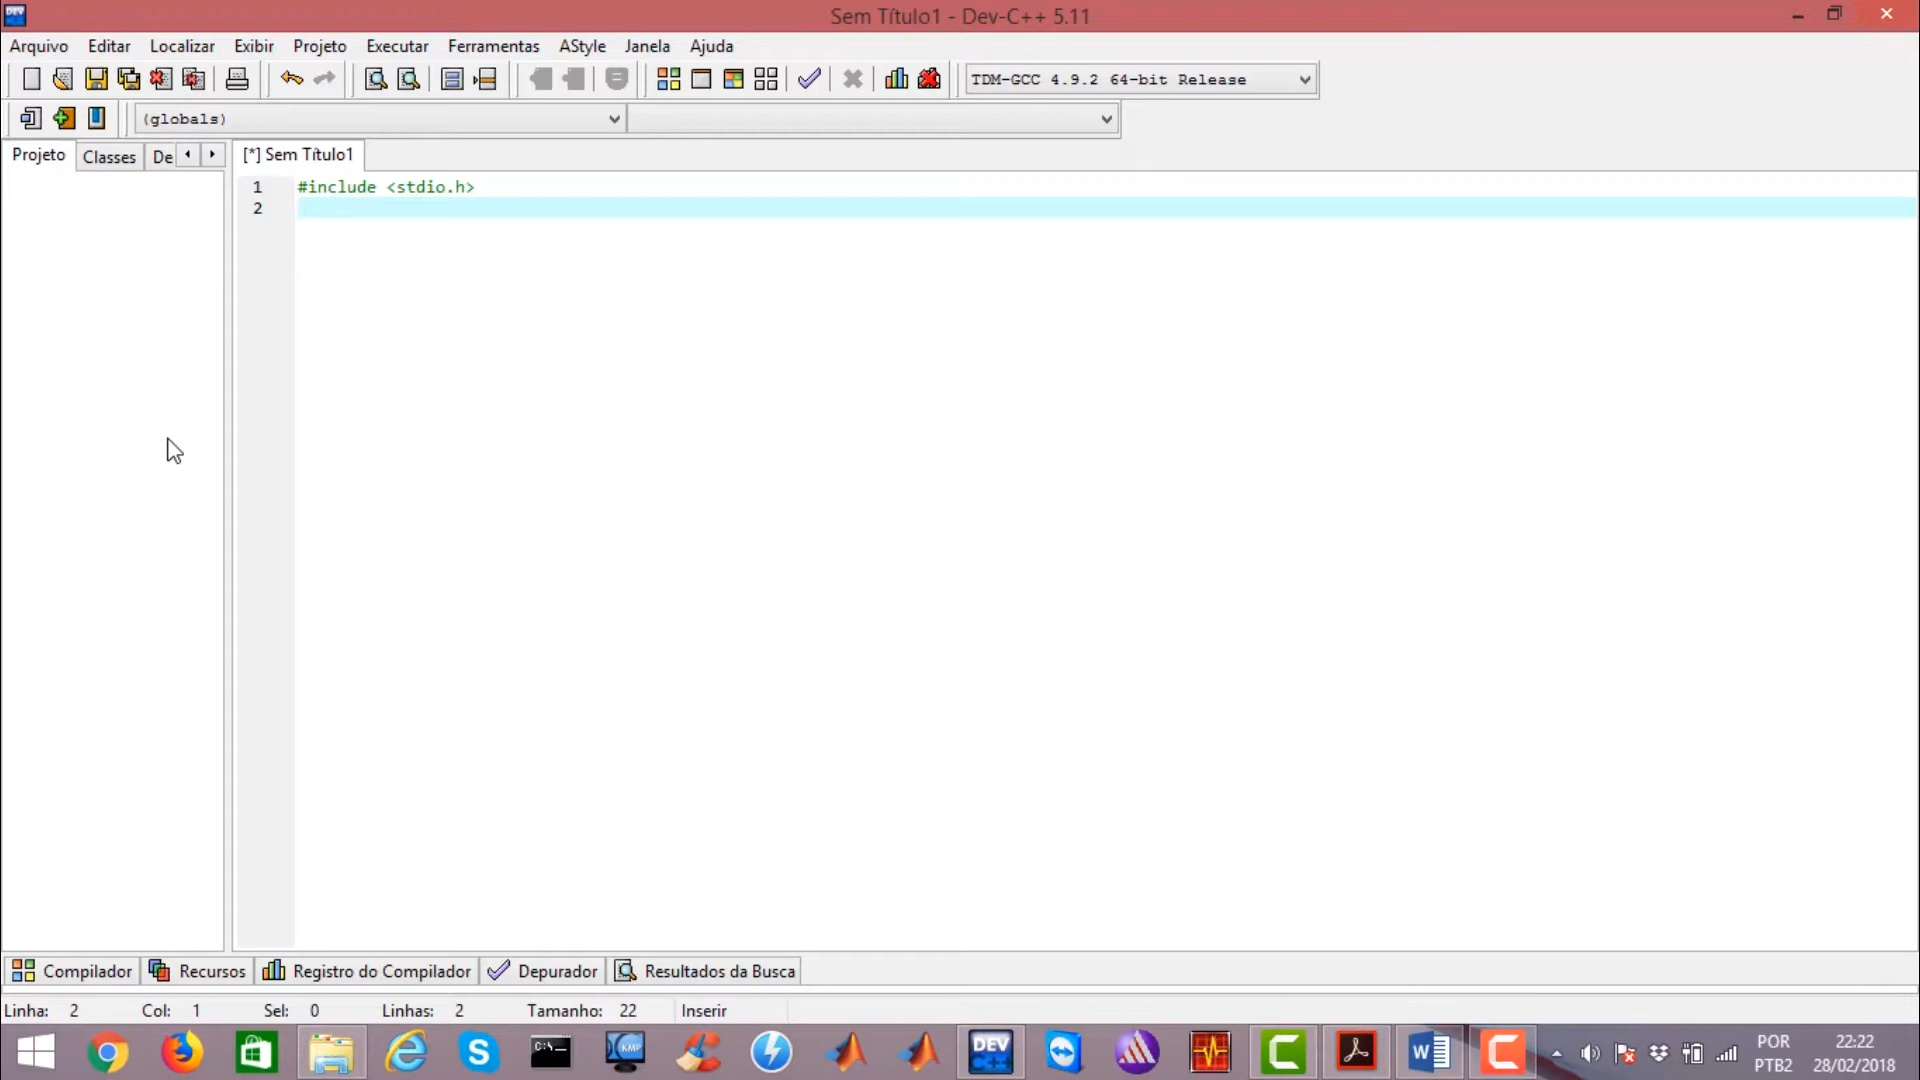 Sem Título1 - Dev-C++ 5.11
Arquivo Editar Localizar Exibir Projeto Executar Ferramentas AStyle Janela Ajuda
TDM-GCC 4.9.2 64-bit Release
(globals)
Projeto Classes De [*] Sem Título1
1 #include <stdio.h>
2
Compilador Recursos Registro do Compilador Depurador Resultados da Busca
Linha: 2 Col: 1 Sel: 0 Linhas: 2 Tamanho: 22 Inserir
POR 22:22
PTB2 28/02/2018
DEV
C++
KMP
C:\_